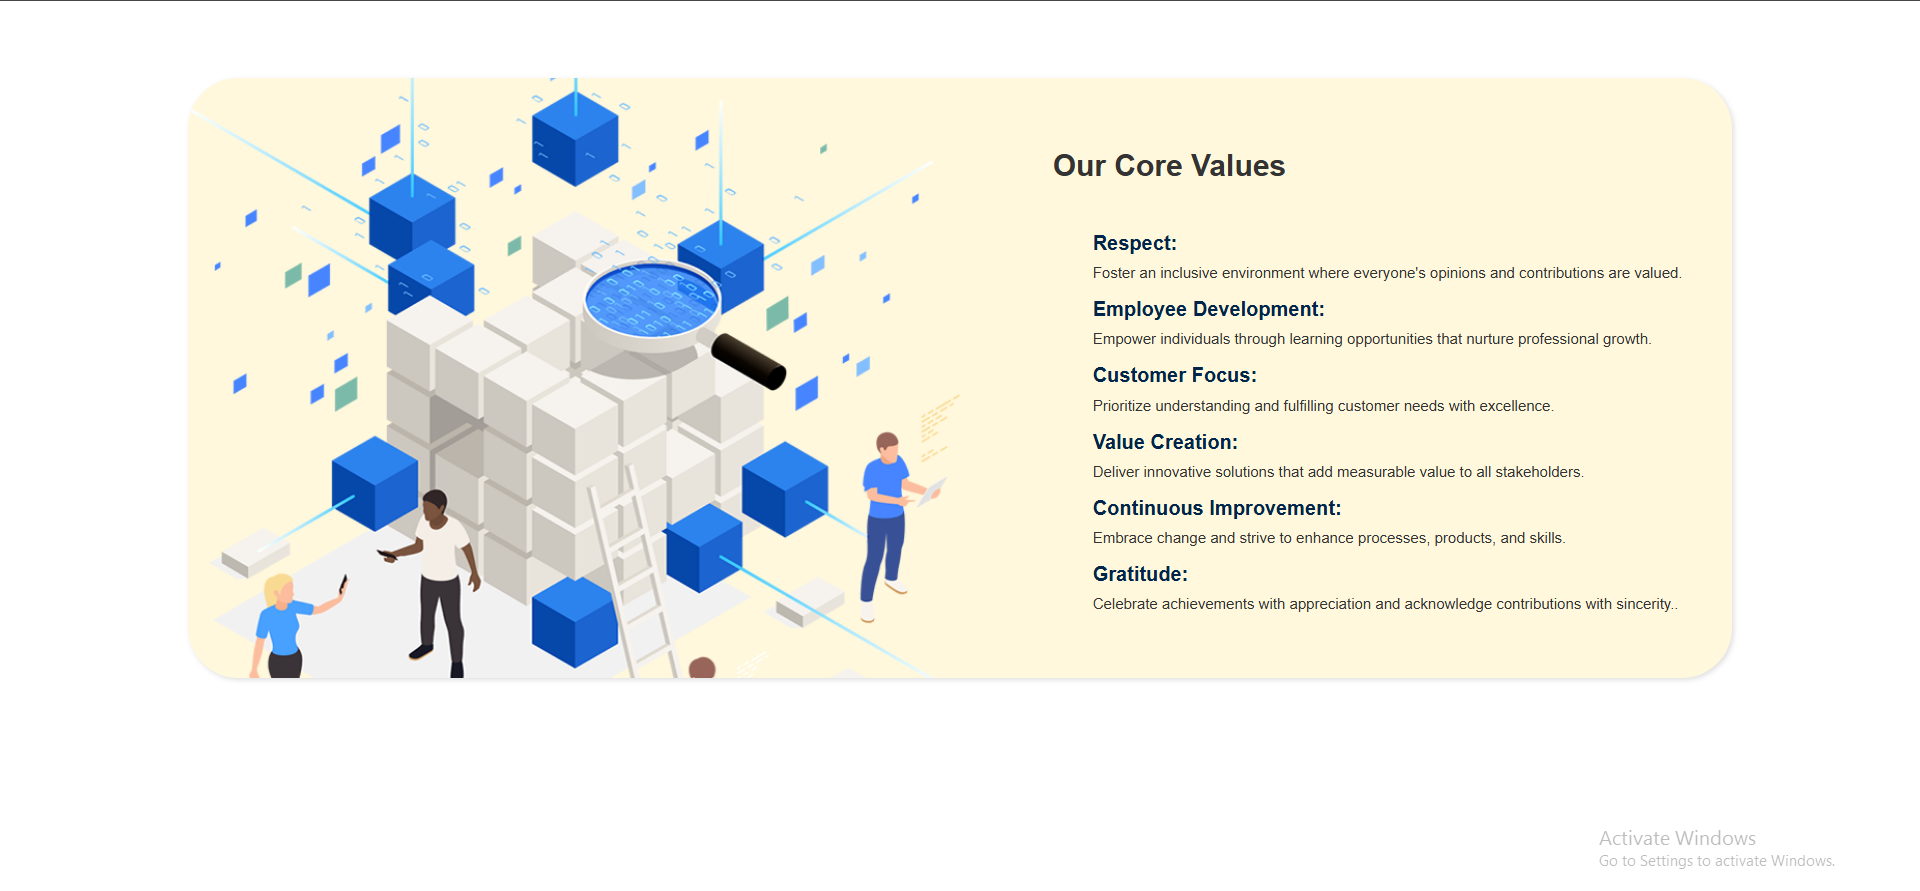 Our Core Values
Respect:
Foster an inclusive environment where everyone's opinions and contributions are valued.
Employee Development:
Empower individuals through learning opportunities that nurture professional growth.
Customer Focus:
Prioritize understanding and fulfilling customer needs with excellence.
Value Creation:
Deliver innovative solutions that add measurable value to all stakeholders.
Continuous Improvement:
Embrace change and strive to enhance processes, products, and skills.
Gratitude:
Celebrate achievements with appreciation and acknowledge contributions with sincerity..
Activate Windows
Go to Settings to activate Windows.